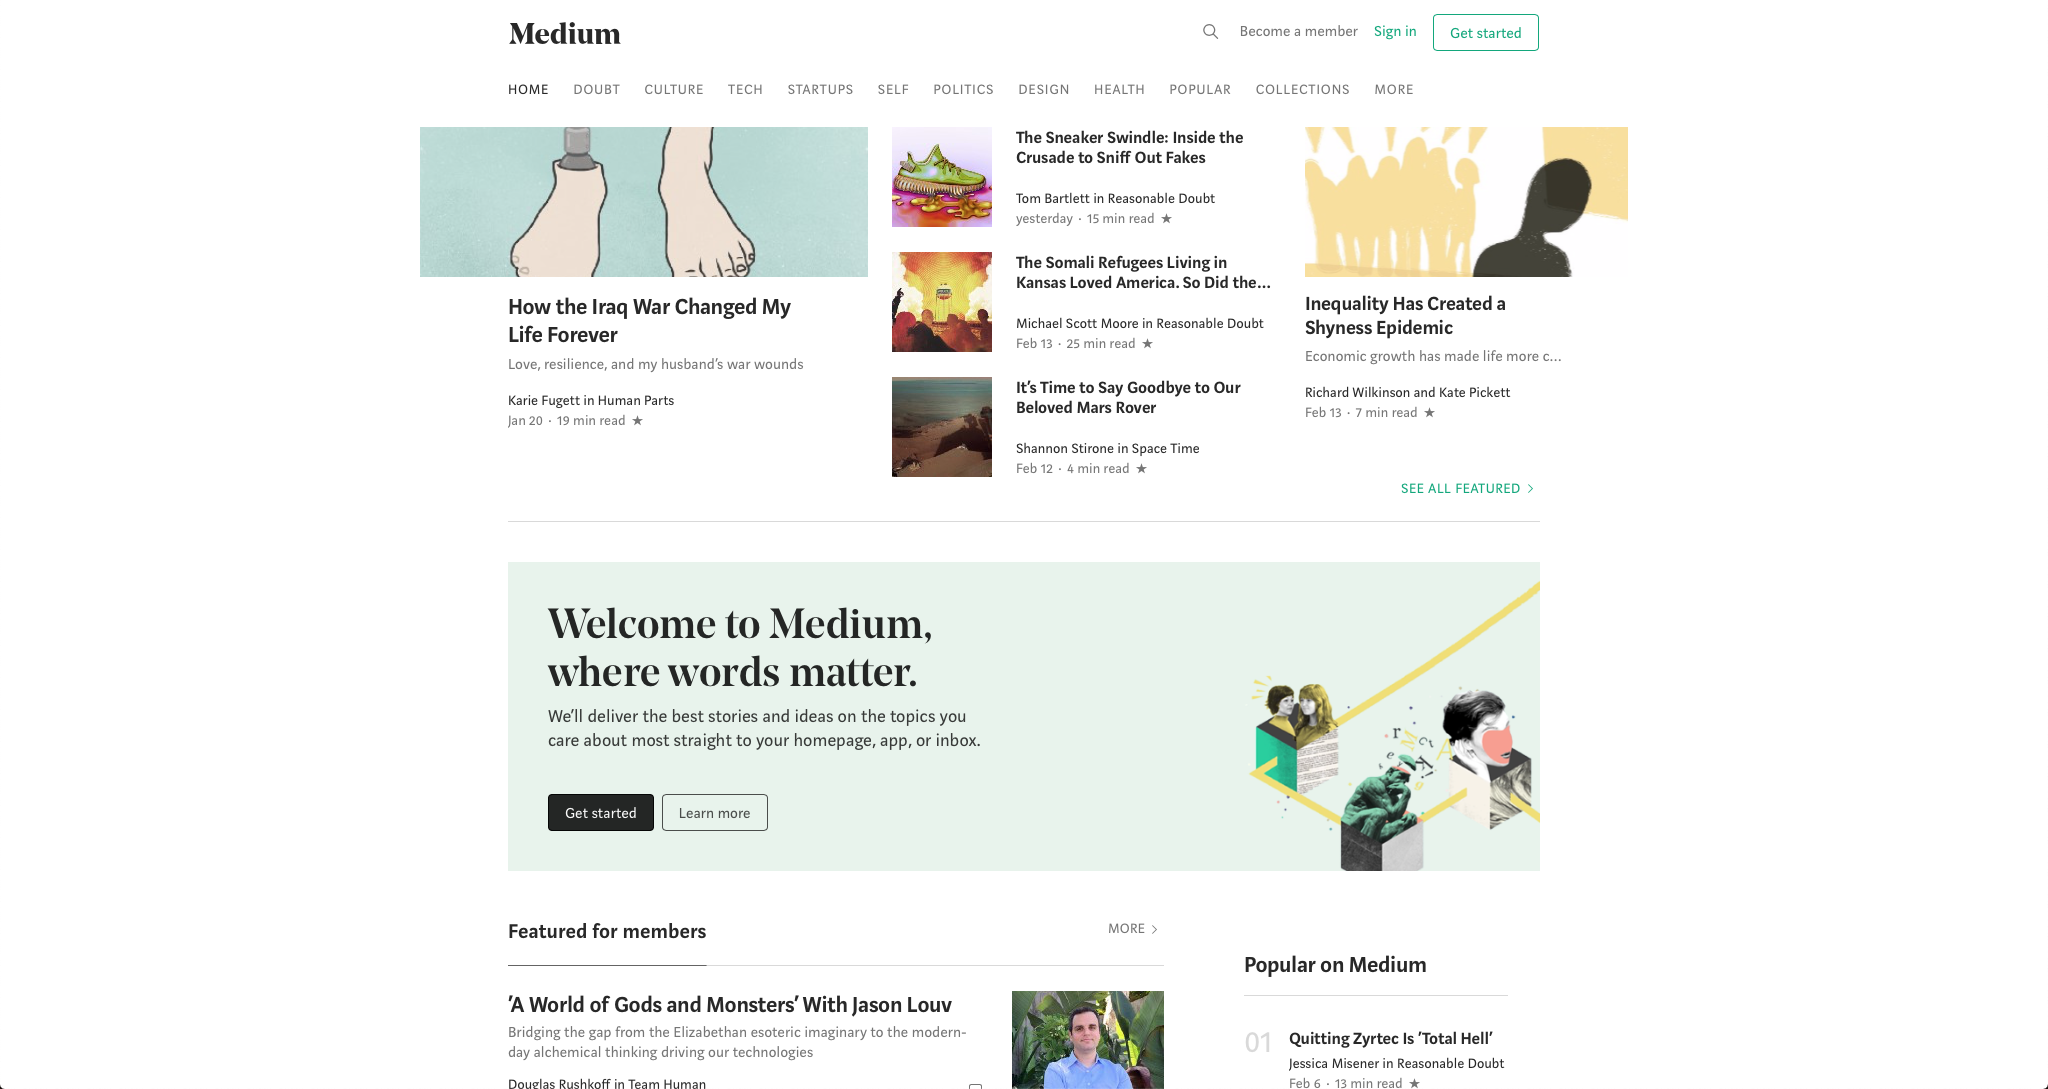 Medium
Become a member
Sign in
Get started
HOME DOUBT CULTURE TECH STARTUPS SELF POLITICS DESIGN HEALTH POPULAR COLLECTIONS MORE
How the Iraq War Changed My
Life Forever
Love, resilience, and my husband’s war wounds
Karie Fugett in Human Parts
Jan 20 · 19 min read ★
The Sneaker Swindle: Inside the
Crusade to Sniff Out Fakes
Tom Bartlett in Reasonable Doubt
yesterday · 15 min read ★
The Somali Refugees Living in
Kansas Loved America. So Did the…
Michael Scott Moore in Reasonable Doubt
Feb 13 · 25 min read ★
It’s Time to Say Goodbye to Our
Beloved Mars Rover
Shannon Stirone in Space Time
Feb 12 · 4 min read ★
Inequality Has Created a
Shyness Epidemic
Economic growth has made life more c…
Richard Wilkinson and Kate Pickett
Feb 13 · 7 min read ★
SEE ALL FEATURED
Welcome to Medium,
where words matter.
We’ll deliver the best stories and ideas on the topics you
care about most straight to your homepage, app, or inbox.
Get started
Learn more
Featured for members
MORE
’A World of Gods and Monsters’ With Jason Louv
Bridging the gap from the Elizabethan esoteric imaginary to the modern-
day alchemical thinking driving our technologies
Douglas Rushkoff in Team Human
Popular on Medium
01
Quitting Zyrtec Is ’Total Hell’
Jessica Misener in Reasonable Doubt
Feb 6 · 13 min read ★